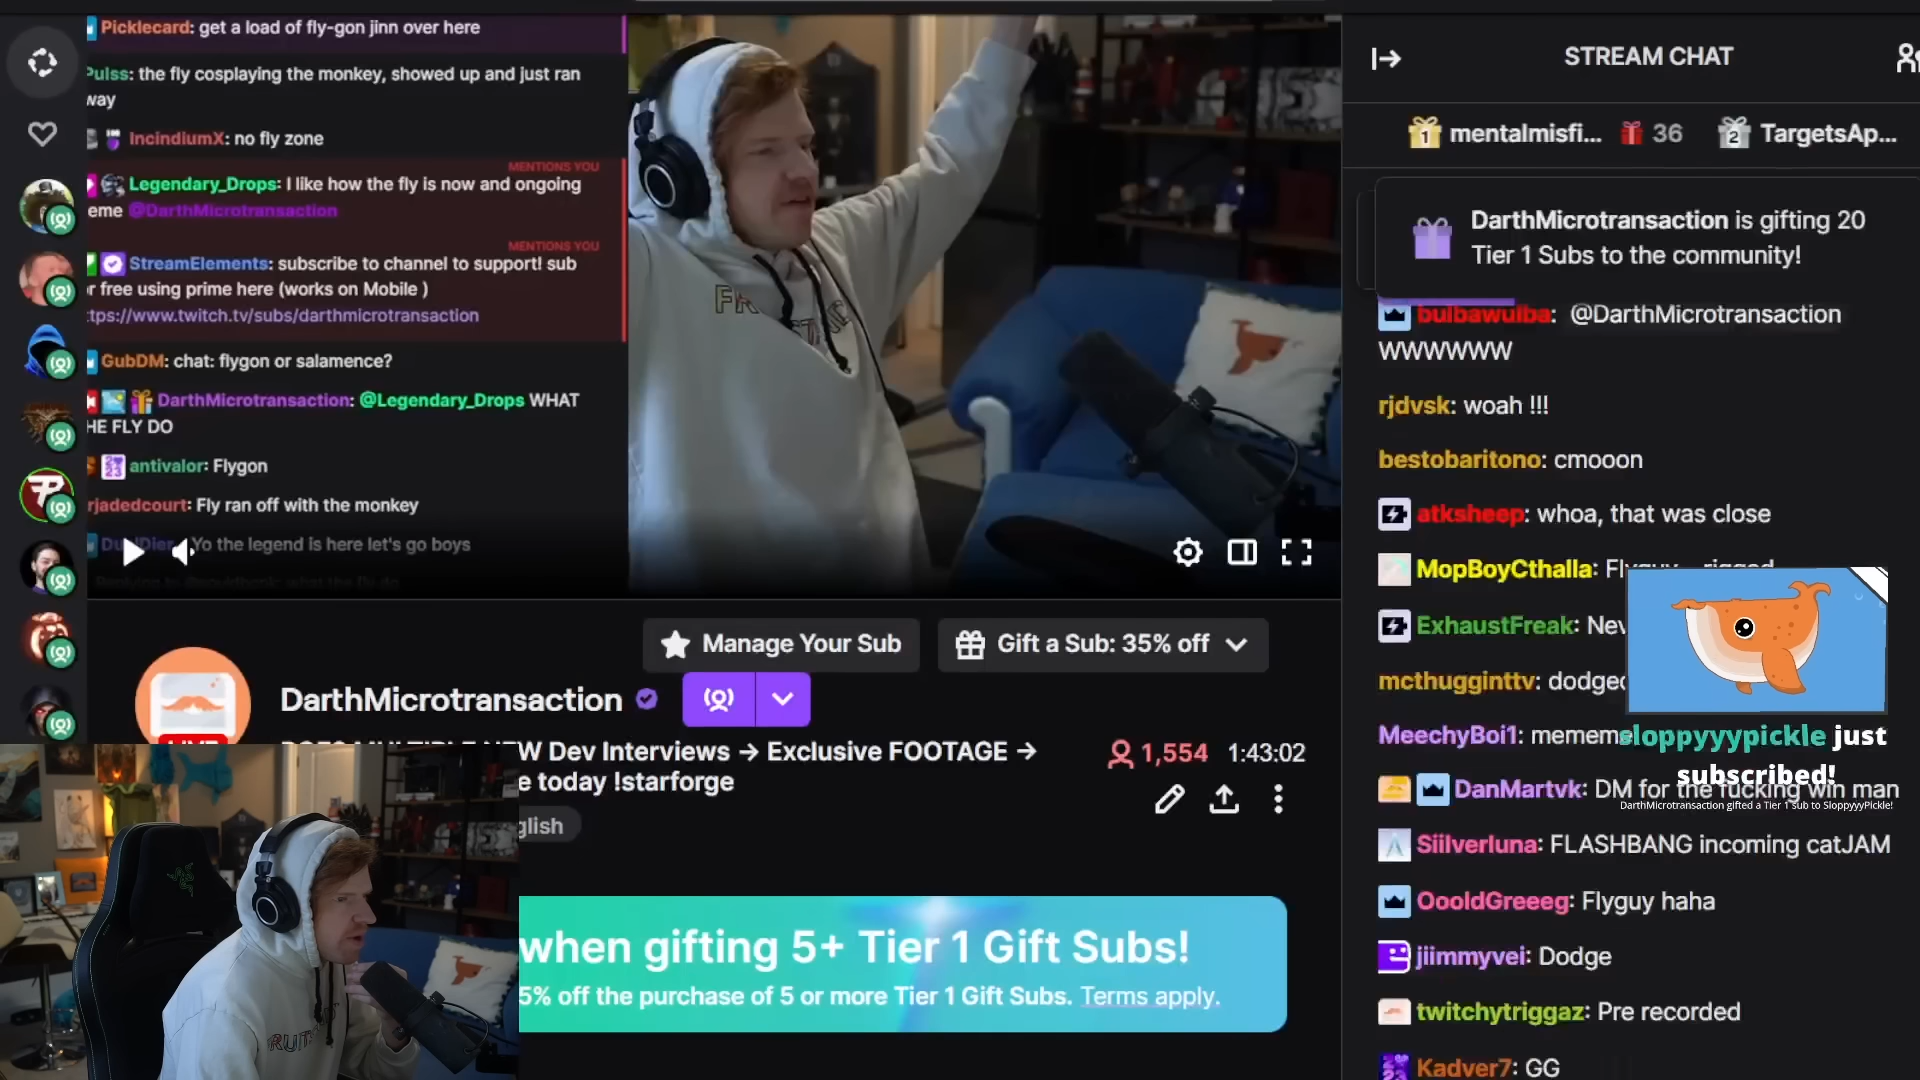 Picklecard: get a load of fly-gon jinn over here
Pulss: the fly cosplaying the monkey, showed up and just ran
way
IncindiumX: no fly zone
MENTIONS YOU
Legendary_Drops: I like how the fly is now and ongoing
eme @DarthMicrotransaction
MENTIONS YOU
StreamElements: subscribe to channel to support! sub
r free using prime here (works on Mobile )
ttps://www.twitch.tv/subs/darthmicrotransaction
GubDM: chat: flygon or salamence?
DarthMicrotransaction: @Legendary_Drops WHAT
HE FLY DO
antivalor: Flygon
rjadedcourt: Fly ran off with the monkey
Yo the legend is here let's go boys
Manage Your Sub
Gift a Sub: 35% off
DarthMicrotransaction
W Dev Interviews → Exclusive FOOTAGE →
e today !starforge
1,554 1:43:02
glish
when gifting 5+ Tier 1 Gift Subs!
5% off the purchase of 5 or more Tier 1 Gift Subs. Terms apply.
STREAM CHAT
1 mentalmisfi... 36 2 TargetsAp...
DarthMicrotransaction is gifting 20
Tier 1 Subs to the community!
bulbawulba: @DarthMicrotransaction
WWWWWW
rjdvsk: woah !!!
bestobaritono: cmooon
atksheep: whoa, that was close
MopBoyCthalla: Flyguy rigged
ExhaustFreak: Nev
mcthugginttv: dodged
MeechyBoi1: mememe
sloppyyypickle just
subscribed!
DarthMicrotransaction gifted a Tier 1 sub to SloppyyyPickle!
DanMartvk: DM for the fucking win man
Siilverluna: FLASHBANG incoming catJAM
OooldGreeeg: Flyguy haha
jiimmyvei: Dodge
twitchytriggaz: Pre recorded
Kadver7: GG